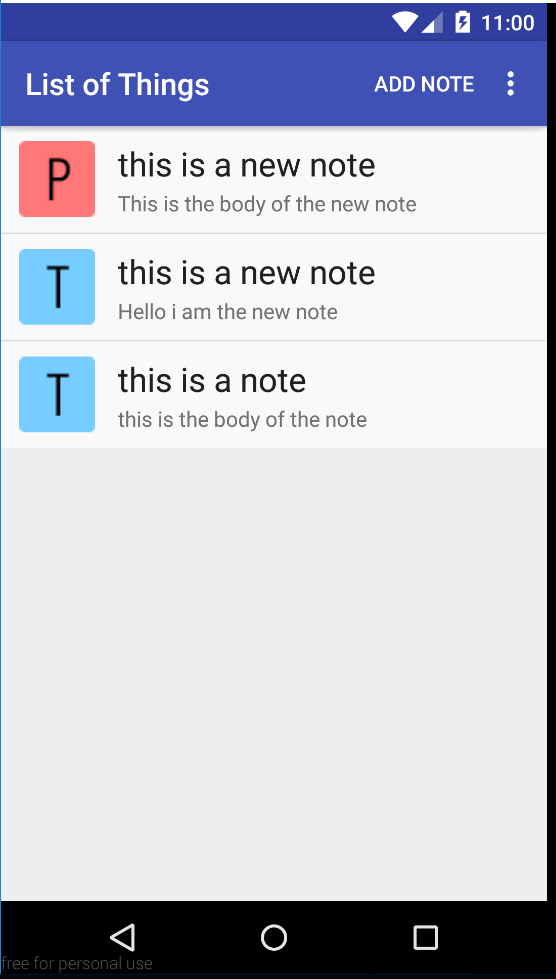 11:00
List of Things ADD NOTE
P
this is a new note
This is the body of the new note
T
this is a new note
Hello i am the new note
T
this is a note
this is the body of the note
free for personal use